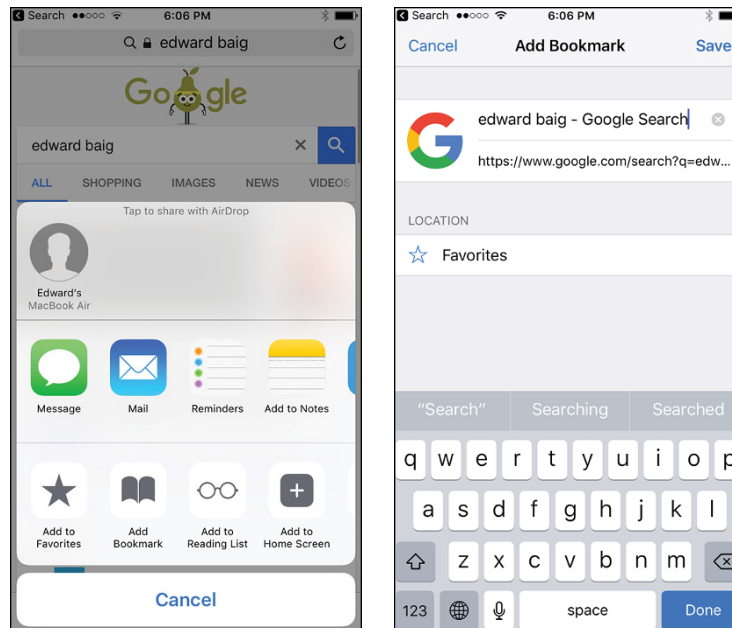 Search 6:06 PM
edward baig
Google
edward baig
ALL SHOPPING IMAGES NEWS VIDEOS
Tap to share with AirDrop
Edward's
MacBook Air
Message Mail Reminders Add to Notes
Add to Favorites
Add Bookmark
Add to Reading List
Add to Home Screen
Cancel
Search 6:06 PM
Cancel Add Bookmark Save
G
edward baig - Google Search
https://www.google.com/search?q=edw...
LOCATION
Favorites
"Search" Searching Searched
q w e r t y u i o p
a s d f g h j k l
z x c v b n m
123 space Done